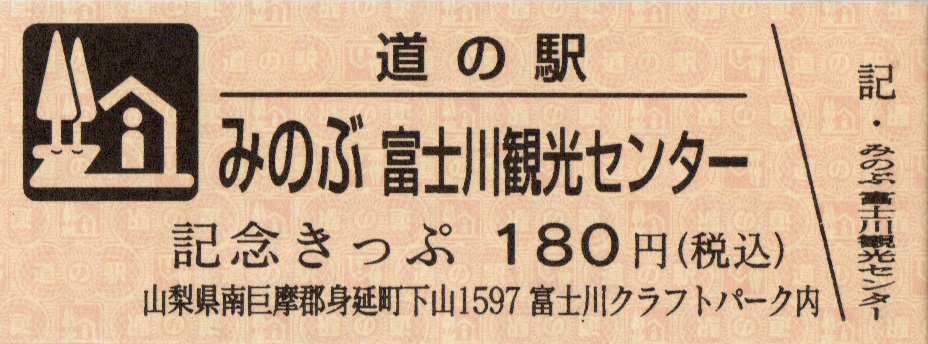 道の駅
みのぶ 富士川観光センター
記念きっぷ 180円(税込)
山梨県南巨摩郡身延町下山1597 富士川クラフトパーク内
記・みのぶ 富士川観光センター